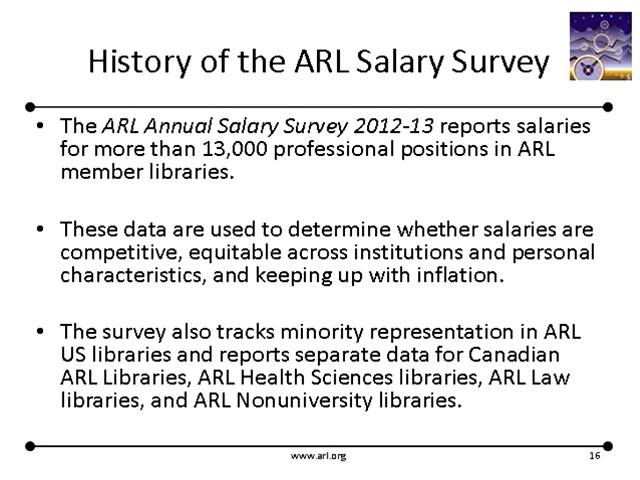 History of the ARL Salary Survey
• The ARL Annual Salary Survey 2012-13 reports salaries
for more than 13,000 professional positions in ARL
member libraries.
• These data are used to determine whether salaries are
competitive, equitable across institutions and personal
characteristics, and keeping up with inflation.
• The survey also tracks minority representation in ARL
US libraries and reports separate data for Canadian
ARL Libraries, ARL Health Sciences libraries, ARL Law
libraries, and ARL Nonuniversity libraries.
www.arl.org 16